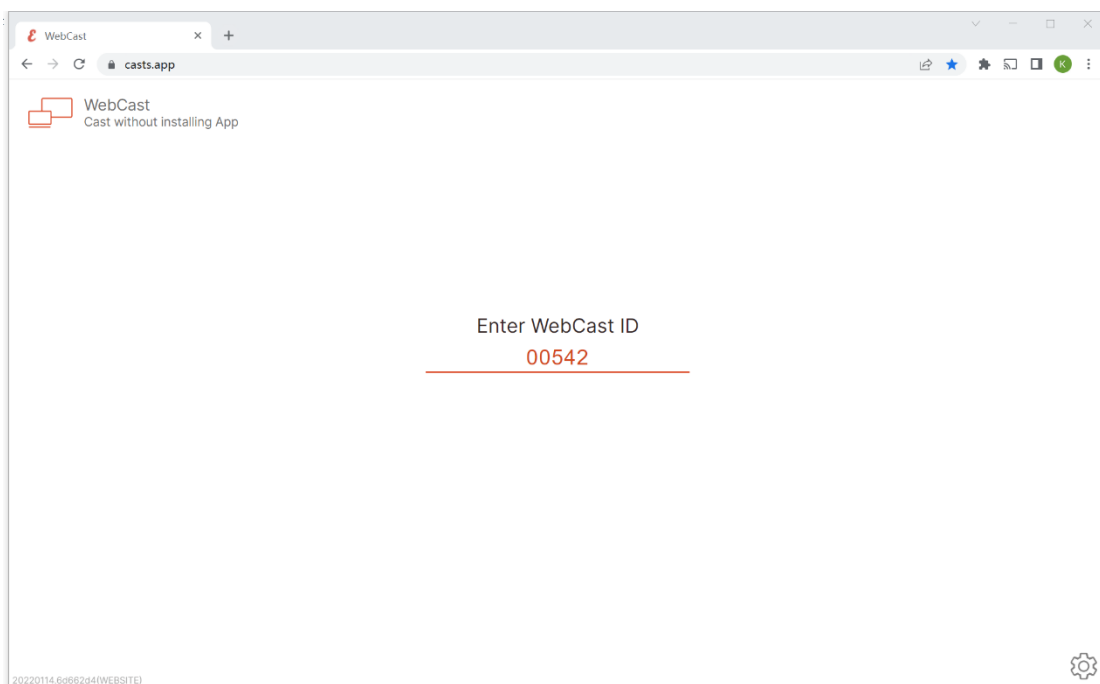 WebCast
casts.app
K
WebCast
Cast without installing App
Enter WebCast ID
00542
20220114.6d662d4(WEBSITE)